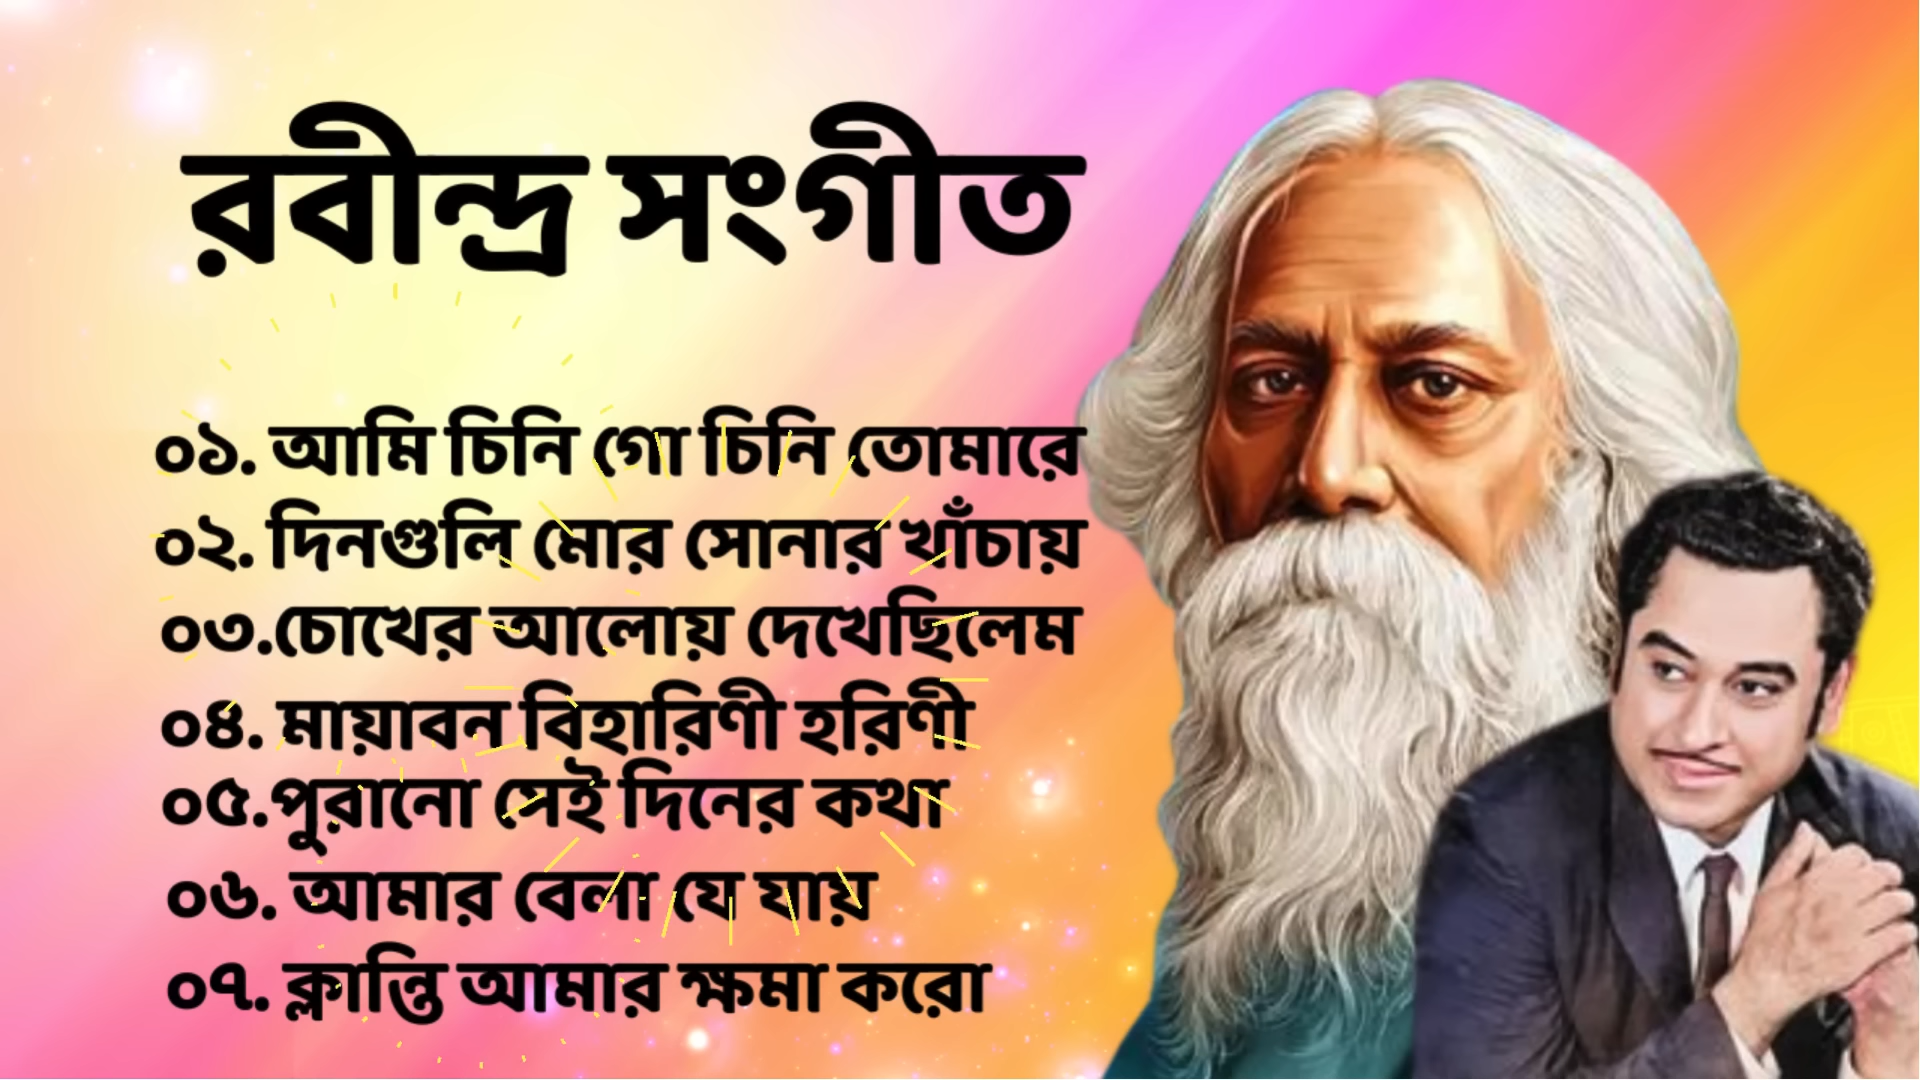 রবীন্দ্র সংগীত
০১. আমি চিনি গো চিনি তোমারে
০২. দিনগুলি মোর সোনার খাঁচায়
০৩.চোখের আলোয় দেখেছিলেম
০৪. মায়াবন বিহারিণী হরিণী
০৫.পুরানো সেই দিনের কথা
০৬. আমার বেলা যে যায়
০৭. ক্লান্তি আমার ক্ষমা করো